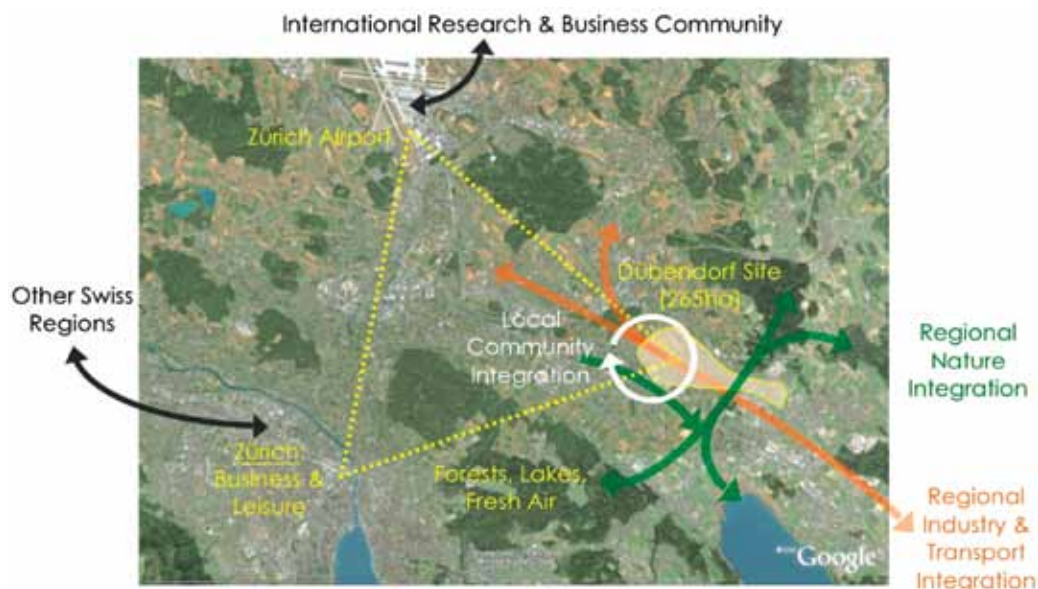 International Research & Business Community
Zürich Airport
Dübendorf Site
(265ha)
Other Swiss
Regions
Local
Community
Integration
Regional
Nature
Integration
Zürich:
Business &
Leisure
Forests, Lakes,
Fresh Air
Regional
Industry &
Transport
Integration
Google